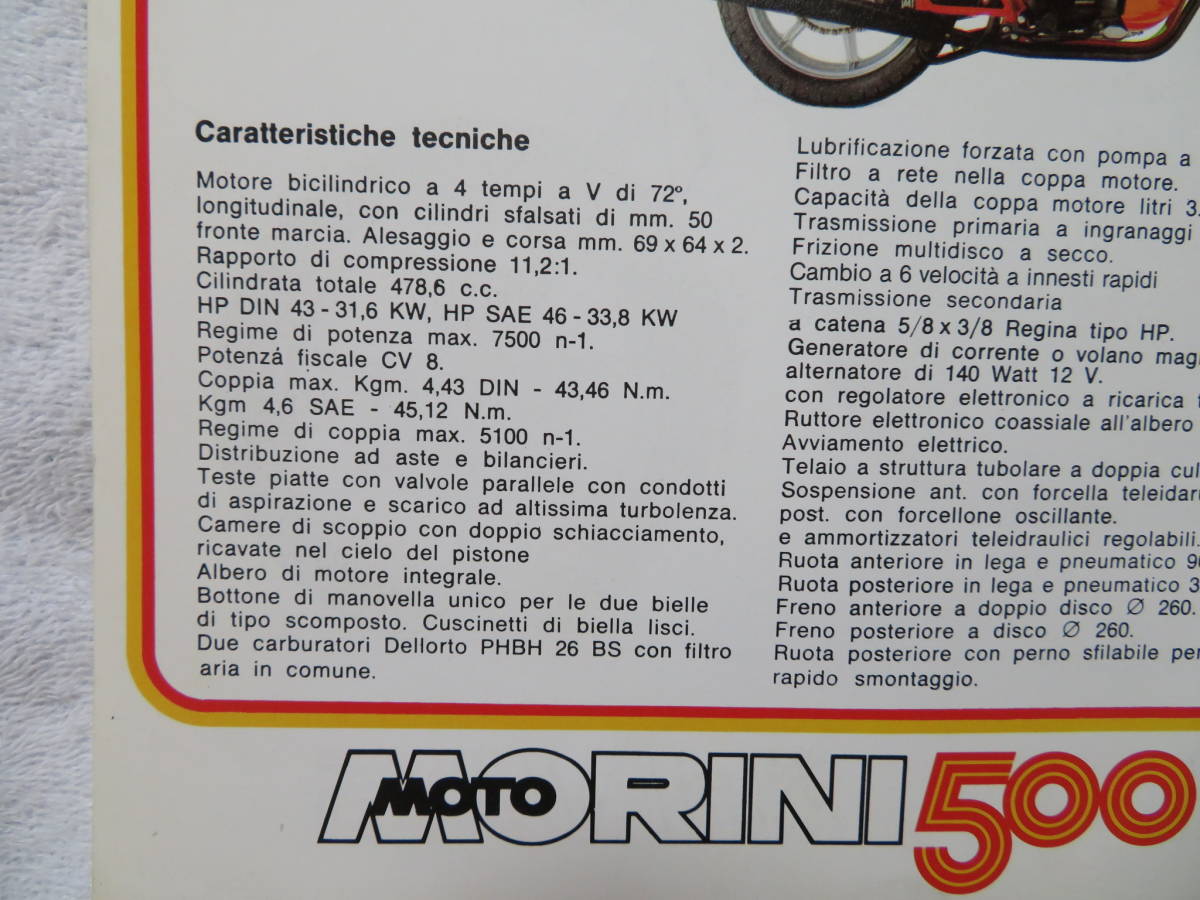 Caratteristiche tecniche
Motore bicilindrico a 4 tempi a V di 72°,
longitudinale, con cilindri sfalsati di mm. 50
fronte marcia. Alesaggio e corsa mm. 69 x 64 x 2.
Rapporto di compressione 11,2:1.
Cilindrata totale 478,6 c.c.
HP DIN 43 - 31,6 KW, HP SAE 46 - 33,8 KW
Regime di potenza max. 7500 n-1.
Potenzá fiscale CV 8.
Coppia max. Kgm. 4,43 DIN - 43,46 N.m.
Kgm 4,6 SAE - 45,12 N.m.
Regime di coppia max. 5100 n-1.
Distribuzione ad aste e bilancieri.
Teste piatte con valvole parallele con condotti
di aspirazione e scarico ad altissima turbolenza.
Camere di scoppio con doppio schiacciamento,
ricavate nel cielo del pistone
Albero di motore integrale.
Bottone di manovella unico per le due bielle
di tipo scomposto. Cuscinetti di biella lisci.
Due carburatori Dellorto PHBH 26 BS con filtro
aria in comune.
Lubrificazione forzata con pompa a
Filtro a rete nella coppa motore.
Capacità della coppa motore litri 3,
Trasmissione primaria a ingranaggi
Frizione multidisco a secco.
Cambio a 6 velocità a innesti rapidi
Trasmissione secondaria
a catena 5/8 x 3/8 Regina tipo HP.
Generatore di corrente o volano mag
alternatore di 140 Watt 12 V.
con regolatore elettronico a ricarica
Ruttore elettronico coassiale all'albero
Avviamento elettrico.
Telaio a struttura tubolare a doppia cul
Sospensione ant. con forcella teleidar
post. con forcellone oscillante.
e ammortizzatori teleidraulici regolabili.
Ruota anteriore in lega e pneumatico 9
Ruota posteriore in lega e pneumatico 3
Freno anteriore a doppio disco ∅ 260.
Freno posteriore a disco ∅ 260.
Ruota posteriore con perno sfilabile per
rapido smontaggio.
MOTO MORINI 500